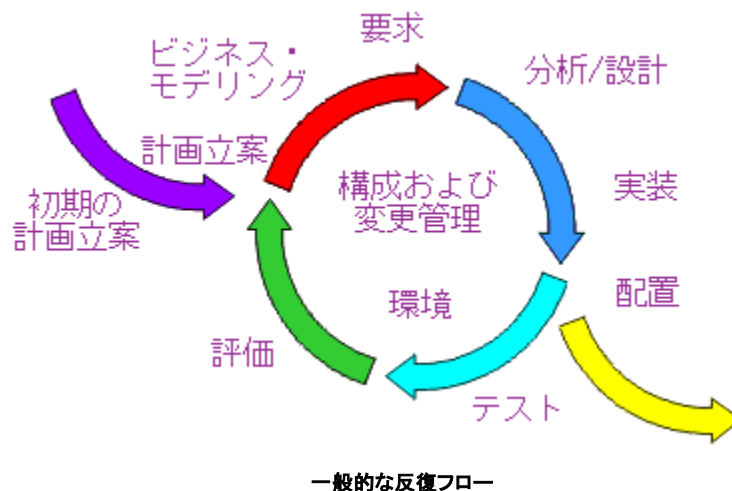 要求
ビジネス・
モデリング
分析/設計
計画立案
構成および
変更管理
実装
初期の
計画立案
環境
配置
評価
テスト
一般的な反復フロー